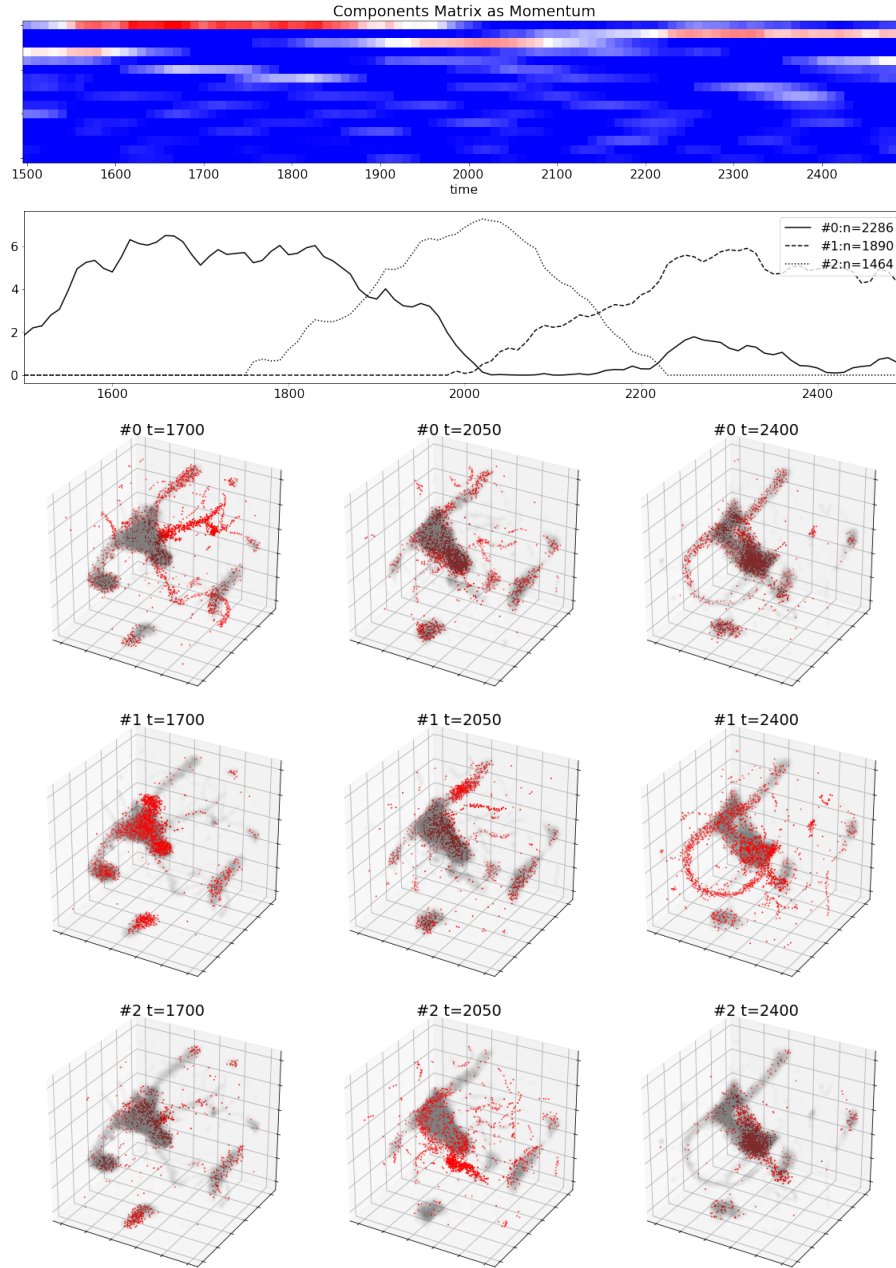 Components Matrix as Momentum
1500 1600 1700 1800 1900 2000 2100 2200 2300 2400
time
#0:n=2286
#1:n=1890
#2:n=1464
6
4
2
0
1600 1800 2000 2200 2400
#0 t=1700 #0 t=2050 #0 t=2400
#1 t=1700 #1 t=2050 #1 t=2400
#2 t=1700 #2 t=2050 #2 t=2400